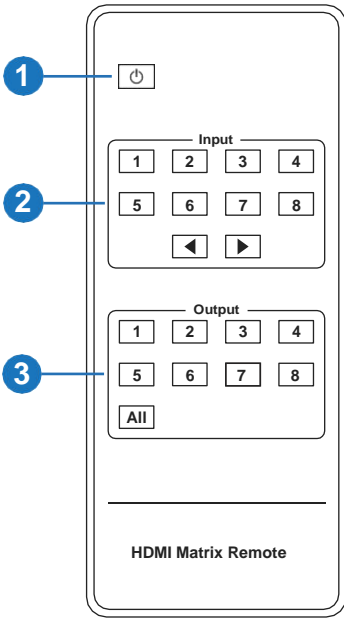 1
Input
1 2 3 4
2
5 6 7 8
Output
1 2 3 4
3
5 6 7 8
All
HDMI Matrix Remote